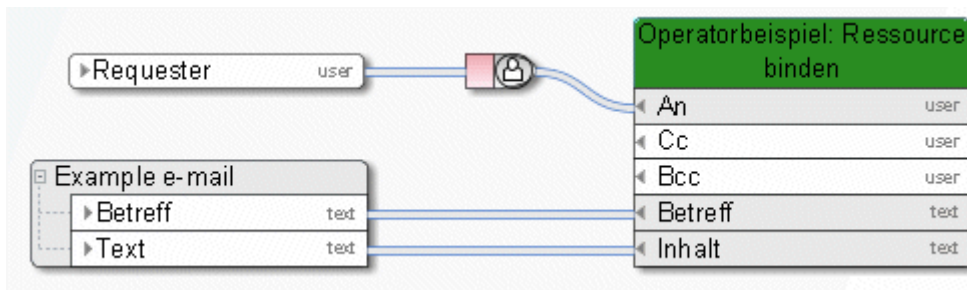 Requester user
Example e-mail
Betreff text
Text text
Operatorbeispiel: Ressource
binden
An user
Cc user
Bcc user
Betreff text
Inhalt text